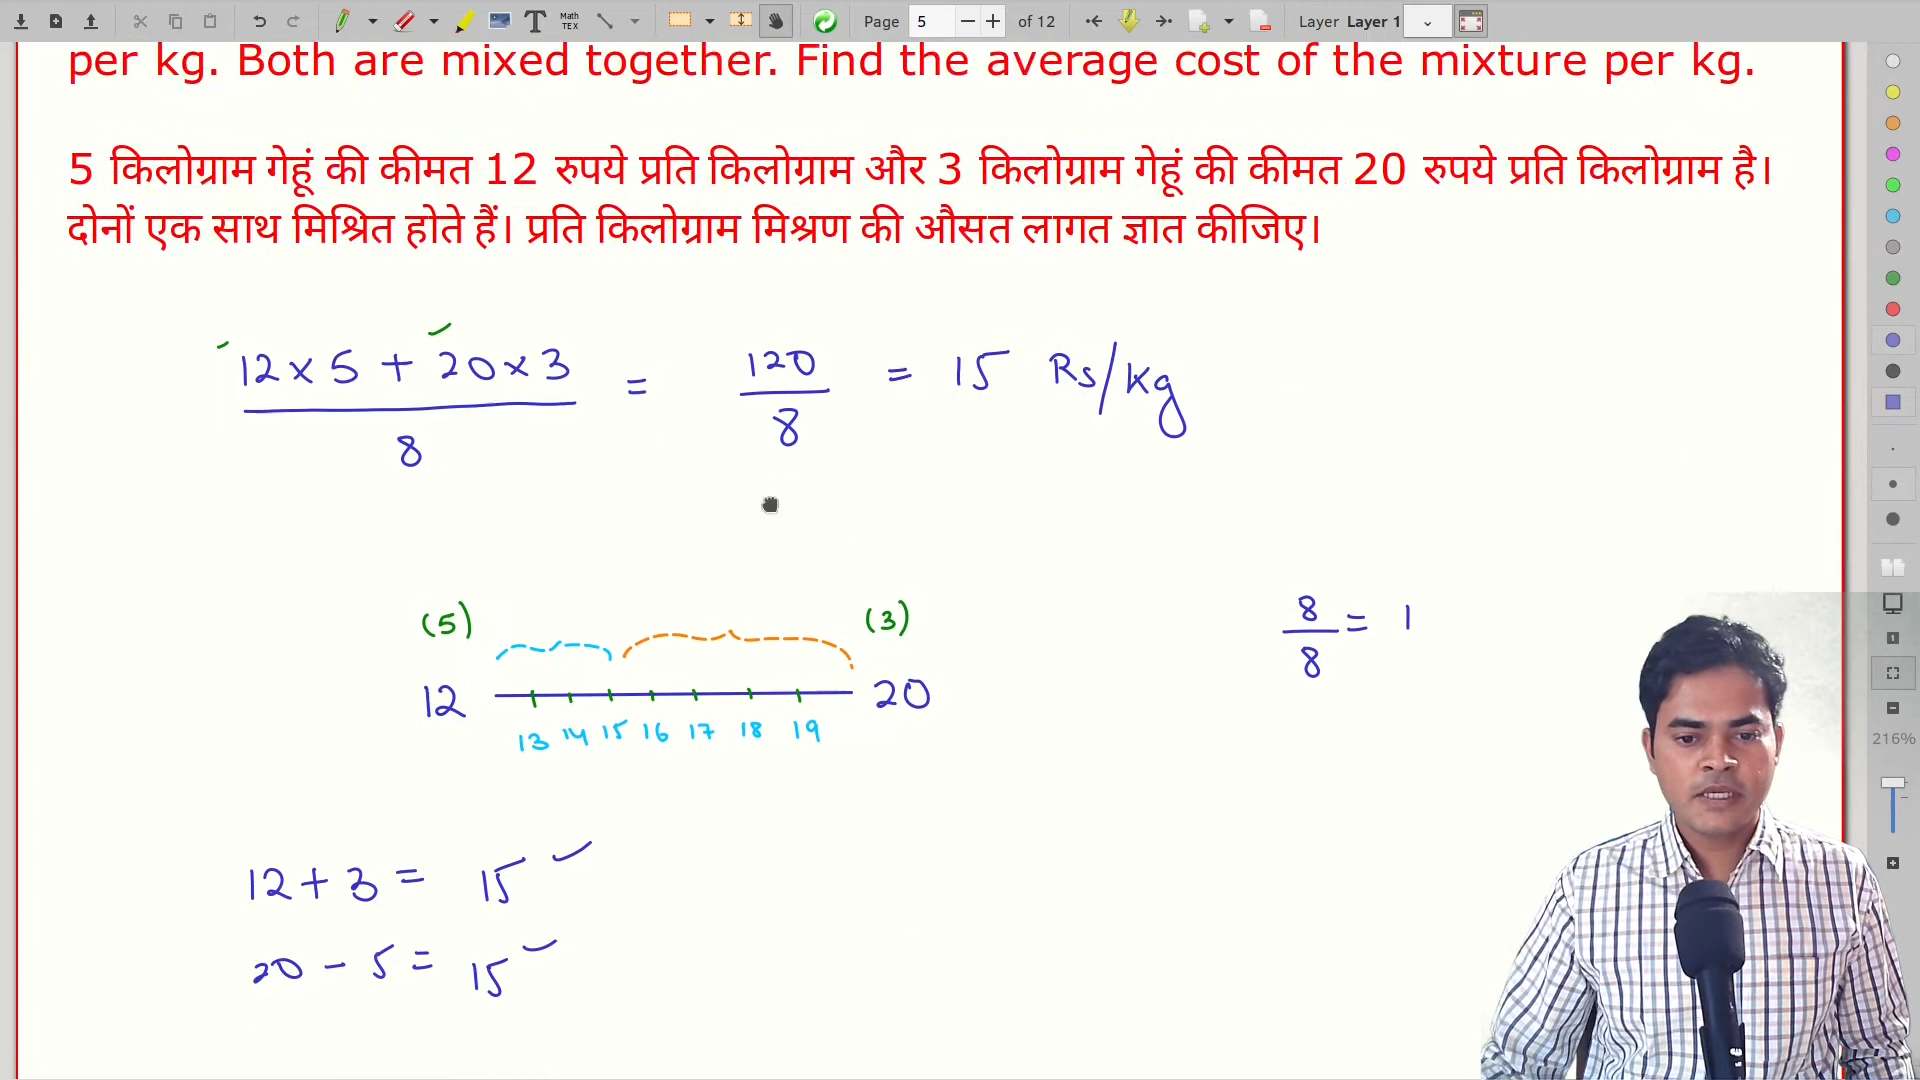 Math
TEX
Page 5 of 12 Layer Layer 1
per kg. Both are mixed together. Find the average cost of the mixture per kg.
5 किलोग्राम गेहूं की कीमत 12 रुपये प्रति किलोग्राम और 3 किलोग्राम गेहूं की कीमत 20 रुपये प्रति किलोग्राम है।
दोनों एक साथ मिश्रित होते हैं। प्रति किलोग्राम मिश्रण की औसत लागत ज्ञात कीजिए।
12 × 5 + 20 × 3 = 120 = 15 Rs/kg
8 8
(5) (3)
8 = 1
8
12 20
13 14 15 16 17 18 19
216%
12 + 3 = 15
20 - 5 = 15